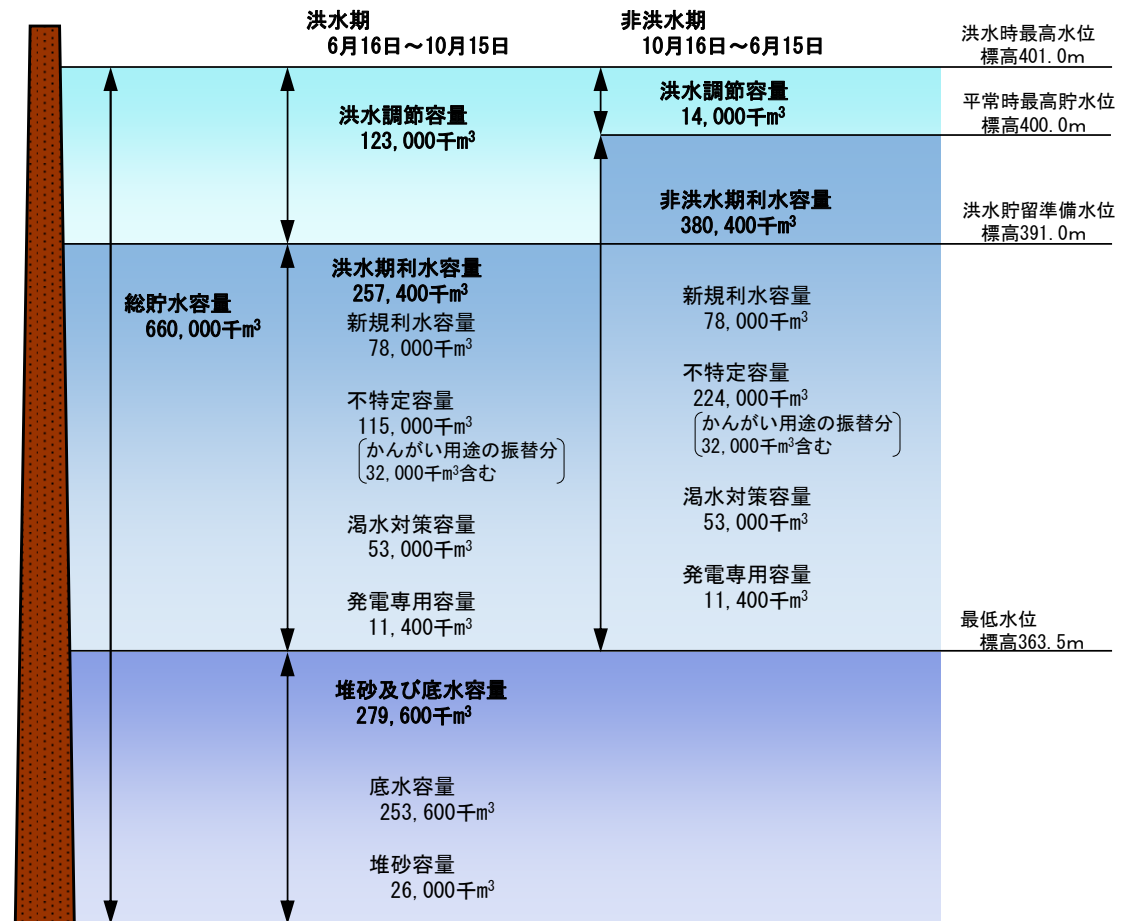 洪水期
6月16日～10月15日
非洪水期
10月16日～6月15日
洪水時最高水位
標高401.0m
洪水調節容量
123,000千m³
洪水調節容量
14,000千m³
平常時最高貯水位
標高400.0m
非洪水期利水容量
380,400千m³
洪水貯留準備水位
標高391.0m
総貯水容量
660,000千m³
洪水期利水容量
257,400千m³
新規利水容量
78,000千m³
不特定容量
115,000千m³
かんがい用途の振替分
32,000千m³含む
渇水対策容量
53,000千m³
発電専用容量
11,400千m³
新規利水容量
78,000千m³
不特定容量
224,000千m³
かんがい用途の振替分
32,000千m³含む
渇水対策容量
53,000千m³
発電専用容量
11,400千m³
最低水位
標高363.5m
堆砂及び底水容量
279,600千m³
底水容量
253,600千m³
堆砂容量
26,000千m³